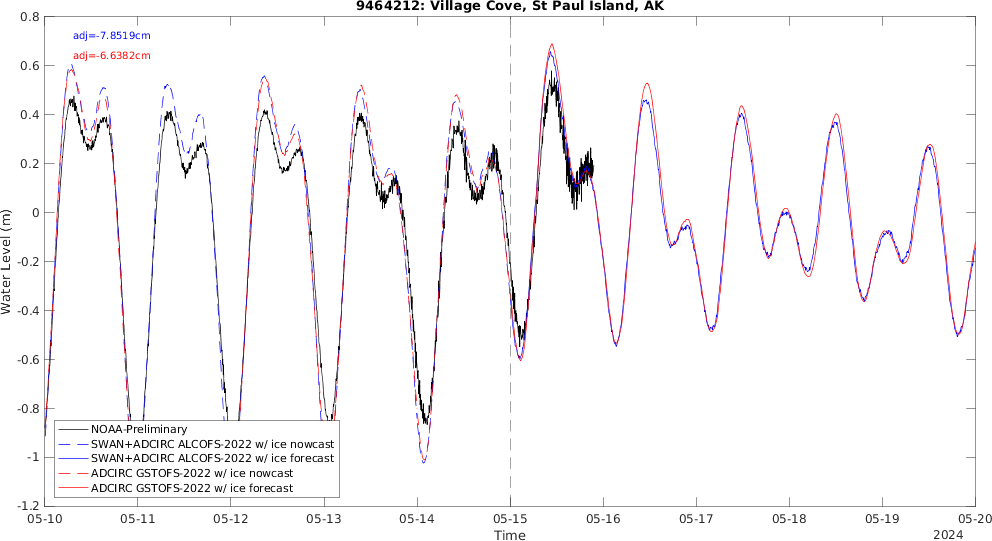 9464212: Village Cove, St Paul Island, AK
adj=-7.8519cm
adj=-6.6382cm
0.8
0.6
0.4
0.2
0
-0.2
-0.4
-0.6
-0.8
-1
-1.2
Water Level (m)
NOAA-Preliminary
SWAN+ADCIRC ALCOFS-2022 w/ ice nowcast
SWAN+ADCIRC ALCOFS-2022 w/ ice forecast
ADCIRC GSTOFS-2022 w/ ice nowcast
ADCIRC GSTOFS-2022 w/ ice forecast
05-10 05-11 05-12 05-13 05-14 05-15 05-16 05-17 05-18 05-19 05-20
Time
2024